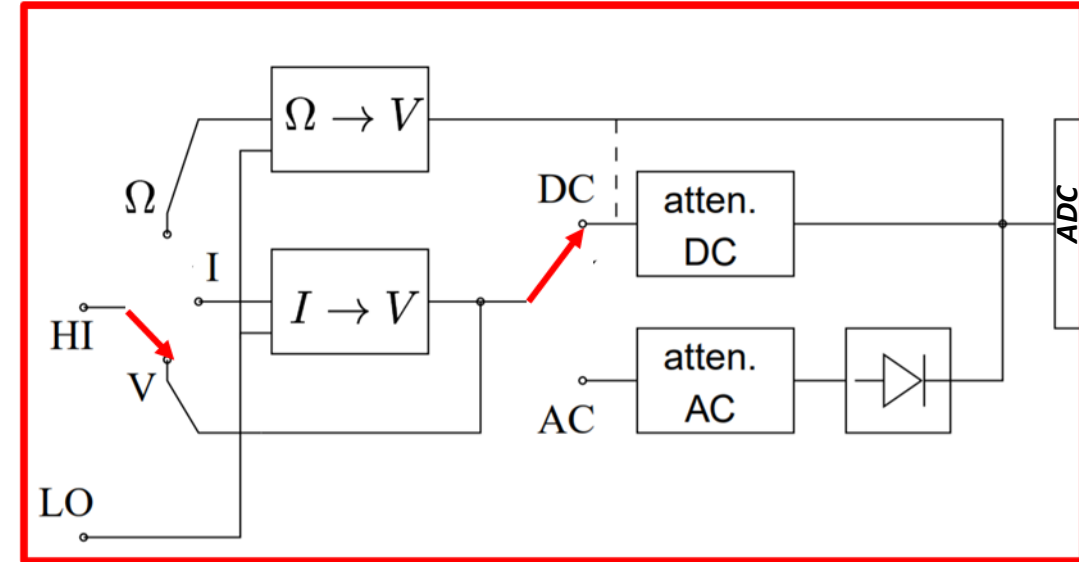 Ω → V
Ω
DC
atten.
DC
ADC
I
I → V
HI
V
atten.
AC
AC
LO